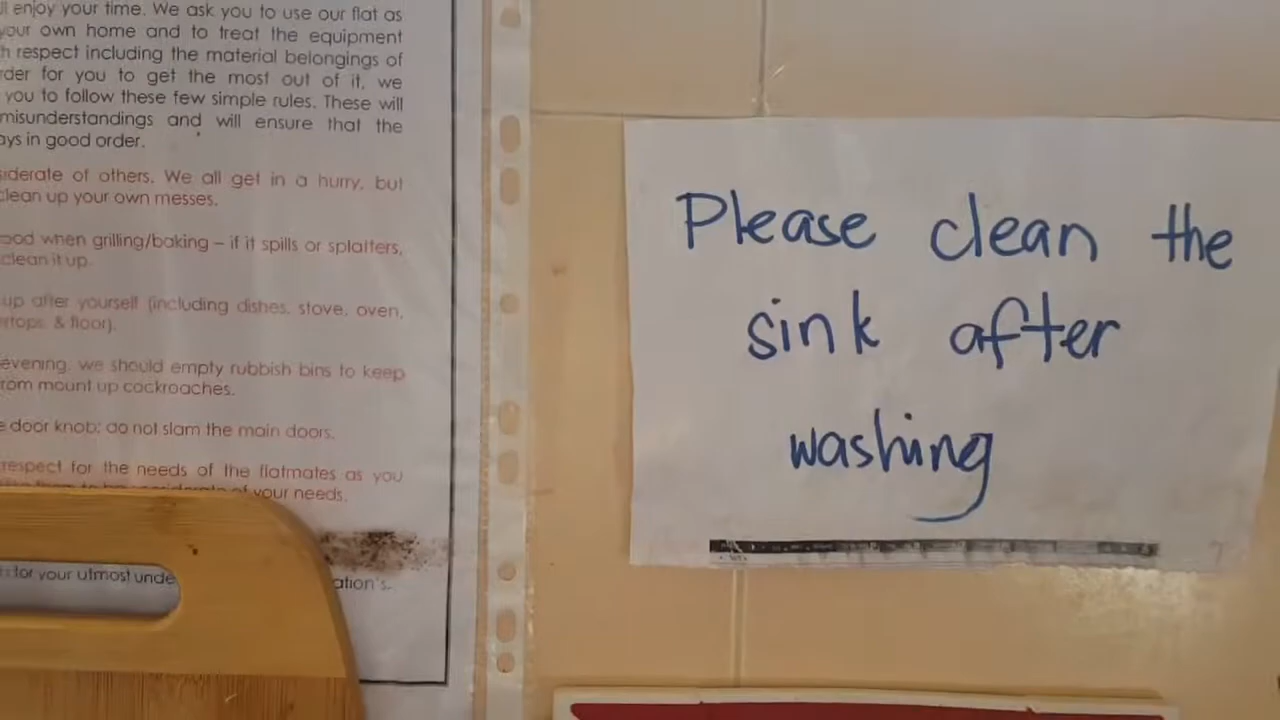 enjoy your time. We ask you to use our flat as
your own home and to treat the equipment
respect including the material belongings of
for you to get the most out of it, we
you to follow these few simple rules. These will
misunderstandings and will ensure that the
in good order.
of others. We all get in a hurry, but
clean up your own messes.
when grilling/baking – if it spills or splatters,
clean it up.
up after yourself (including dishes, stove, oven,
& floor).
evening; we should empty rubbish bins to keep
mount up cockroaches.
door knob; do not slam the main doors.
respect for the needs of the flatmates as you
of your needs.
for your utmost
Please clean the
sink after
washing